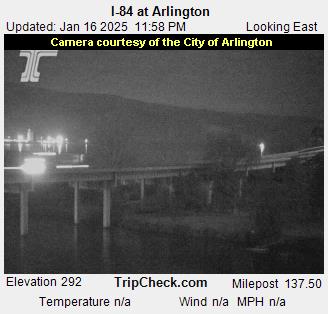 I-84 at Arlington
Updated: Jan 16 2025 11:58 PM Looking East
Camera courtesy of the City of Arlington
Elevation 292 TripCheck.com Milepost 137.50
Temperature n/a Wind n/a MPH n/a